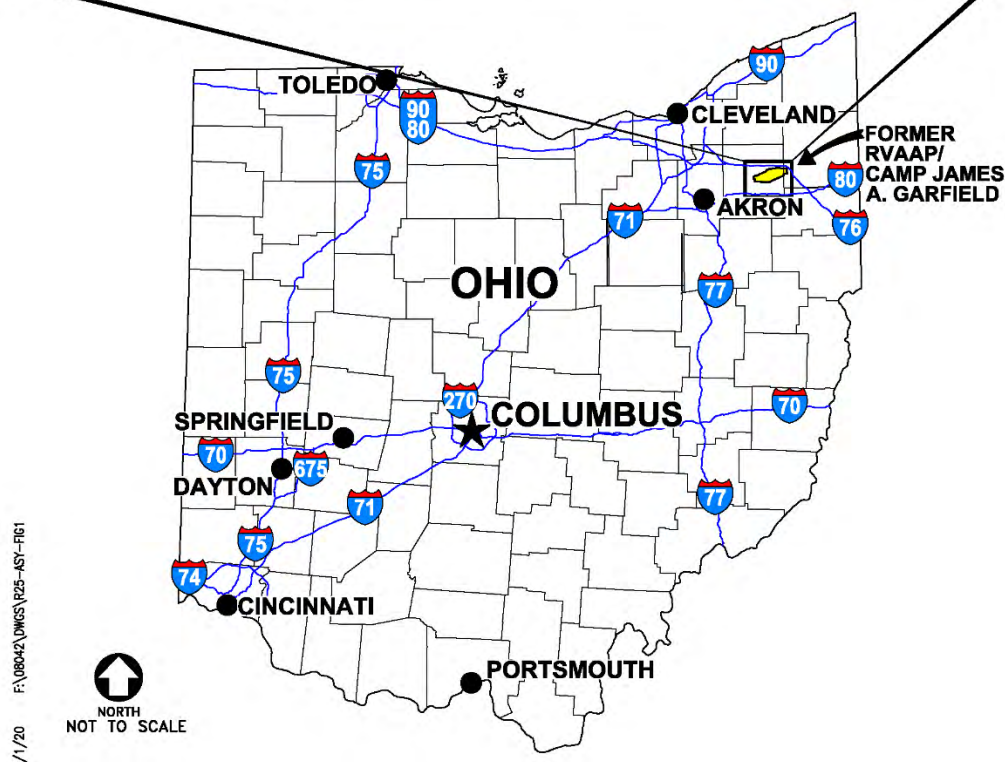 90
TOLEDO
CLEVELAND
90
80
FORMER
RVAAP/
CAMP JAMES
A. GARFIELD
75
80
AKRON
71
76
OHIO
77
75
270
70
COLUMBUS
SPRINGFIELD
70
675
DAYTON
77
71
75
74
CINCINNATI
PORTSMOUTH
NORTH
NOT TO SCALE
/1/20 F:\08042\DWGS\R25-ASY-FIG1